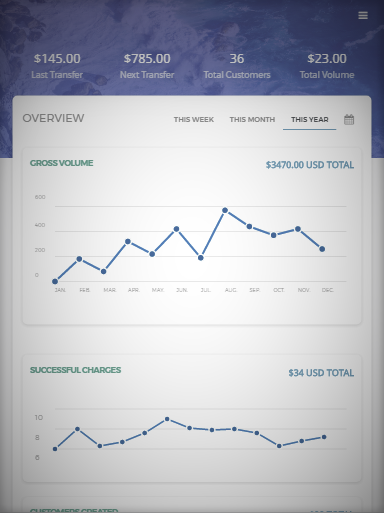 $145.00 $785.00 36 $23.00
Last Transfer Next Transfer Total Customers Total Volume
OVERVIEW THIS WEEK THIS MONTH THIS YEAR
GROSS VOLUME $3470.00 USD TOTAL
600
400
200
0
JAN. FEB. MAR. APR. MAY. JUN. JUL. AUG. SEP. OCT. NOV. DEC.
SUCCESSFUL CHARGES $34 USD TOTAL
10
8
6
CUSTOMERS CREATED